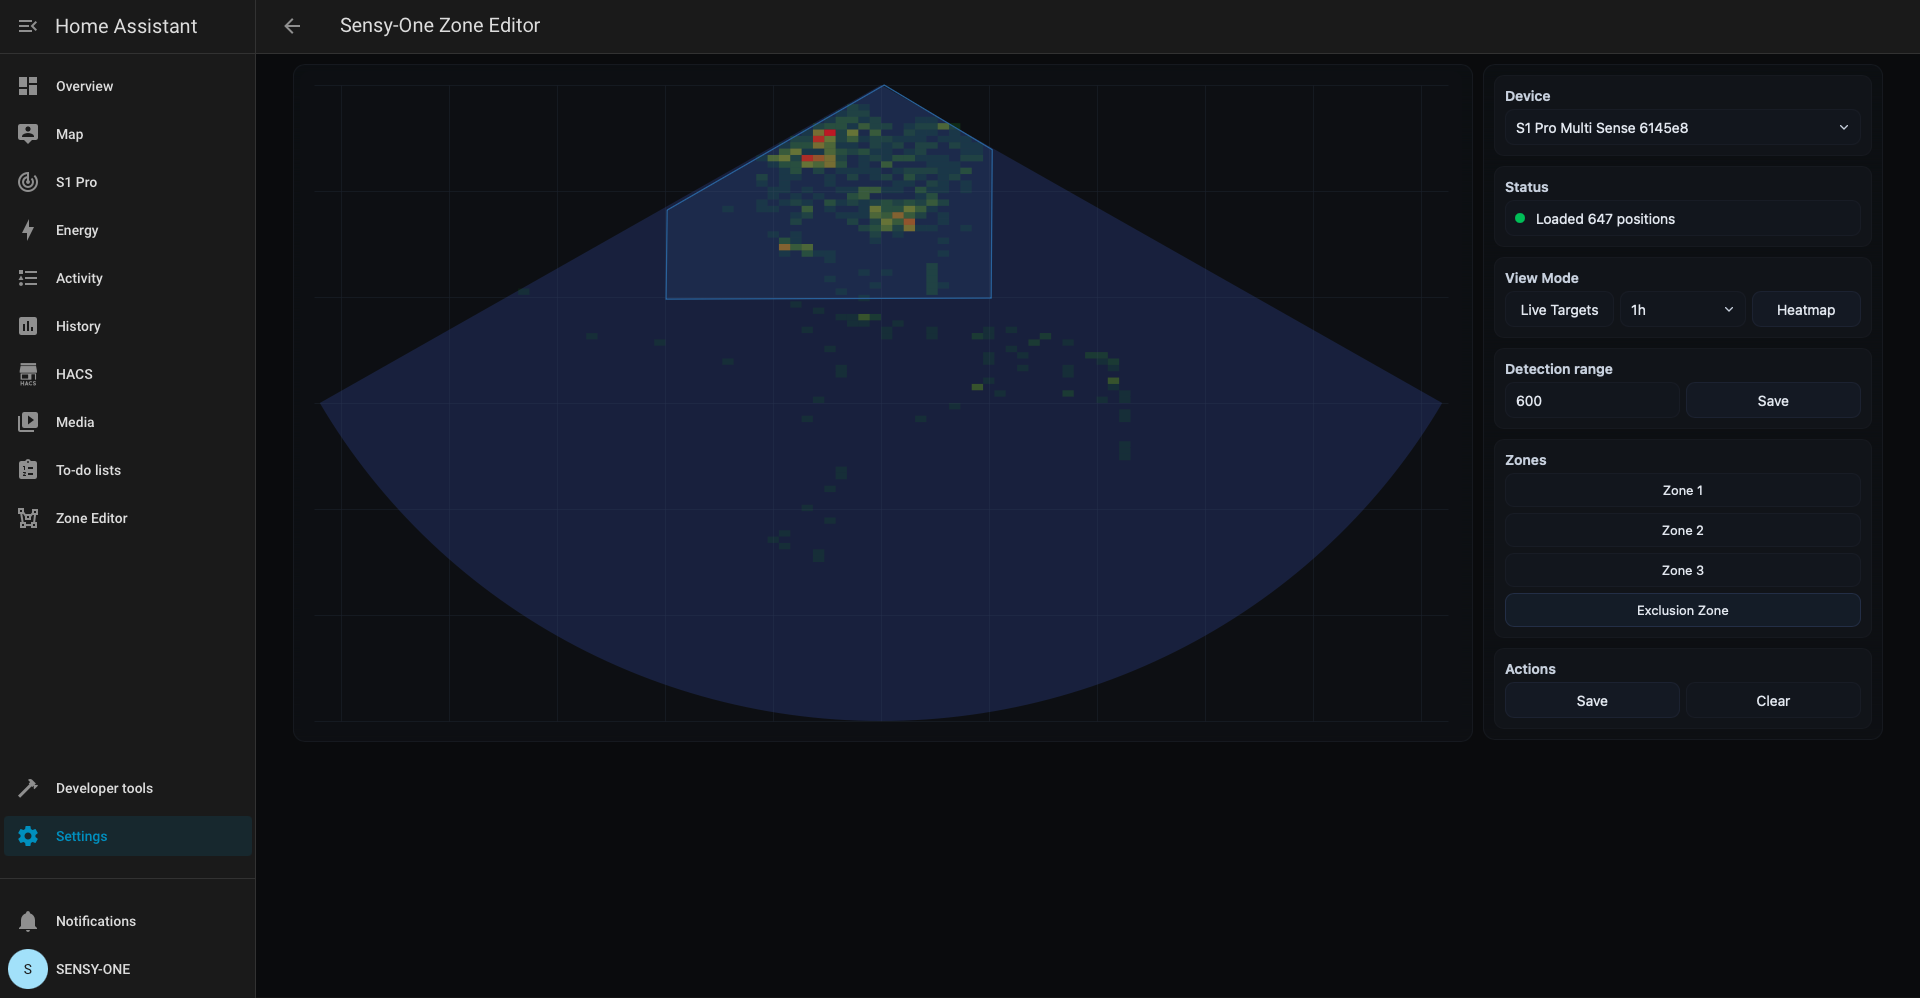 Home Assistant
Sensy-One Zone Editor
Overview
Map
S1 Pro
Energy
Activity
History
HACS
HACS
Media
To-do lists
Zone Editor
Developer tools
Settings
Notifications
S
SENSY-ONE
Device
S1 Pro Multi Sense 6145e8
Status
Loaded 647 positions
View Mode
Live Targets
1h
Heatmap
Detection range
600
Save
Zones
Zone 1
Zone 2
Zone 3
Exclusion Zone
Actions
Save
Clear